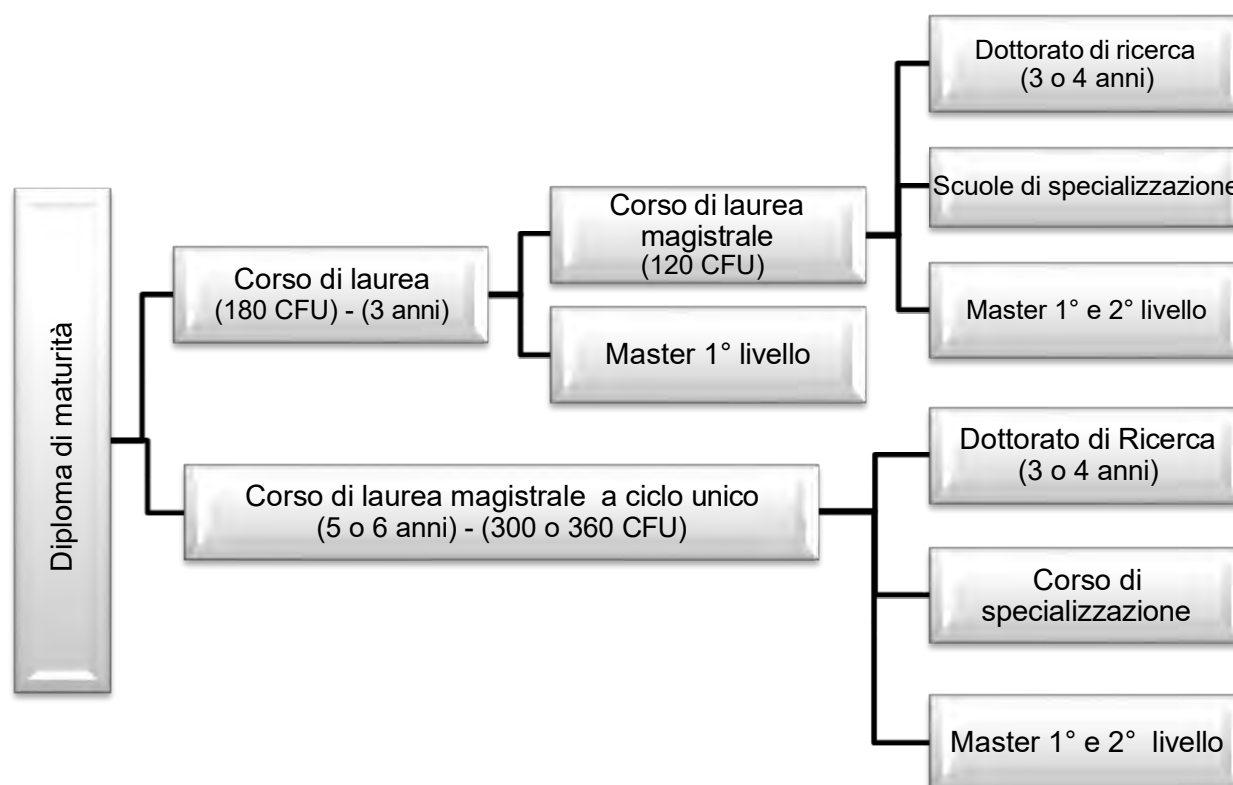 Diploma di maturità
Corso di laurea
(180 CFU) - (3 anni)
Corso di laurea
magistrale
(120 CFU)
Master 1° livello
Dottorato di ricerca
(3 o 4 anni)
Scuole di specializzazione
Master 1° e 2° livello
Corso di laurea magistrale a ciclo unico
(5 o 6 anni) - (300 o 360 CFU)
Dottorato di Ricerca
(3 o 4 anni)
Corso di
specializzazione
Master 1° e 2° livello